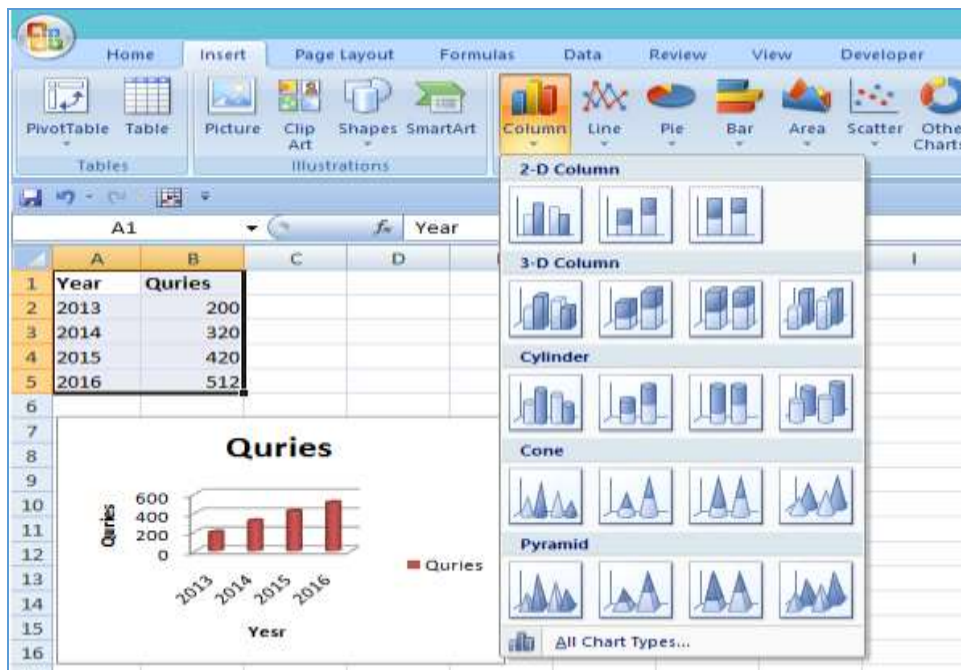 Home Insert Page Layout Formulas Data Review View Developer
PivotTable Table Picture Clip Art Shapes SmartArt Column Line Pie Bar Area Scatter Othe Charts
Tables Illustrations
2-D Column
A1 fx Year
3-D Column
A B C D I
1 Year Quries
2 2013 200
3 2014 320
4 2015 420
5 2016 512
6
7
8
9
10
11
12
13
14
15
16
Cylinder
Cone
Pyramid
All Chart Types...
Quries
Quries
600
400
200
0
2013 2014 2015 2016
Quries
Yesr